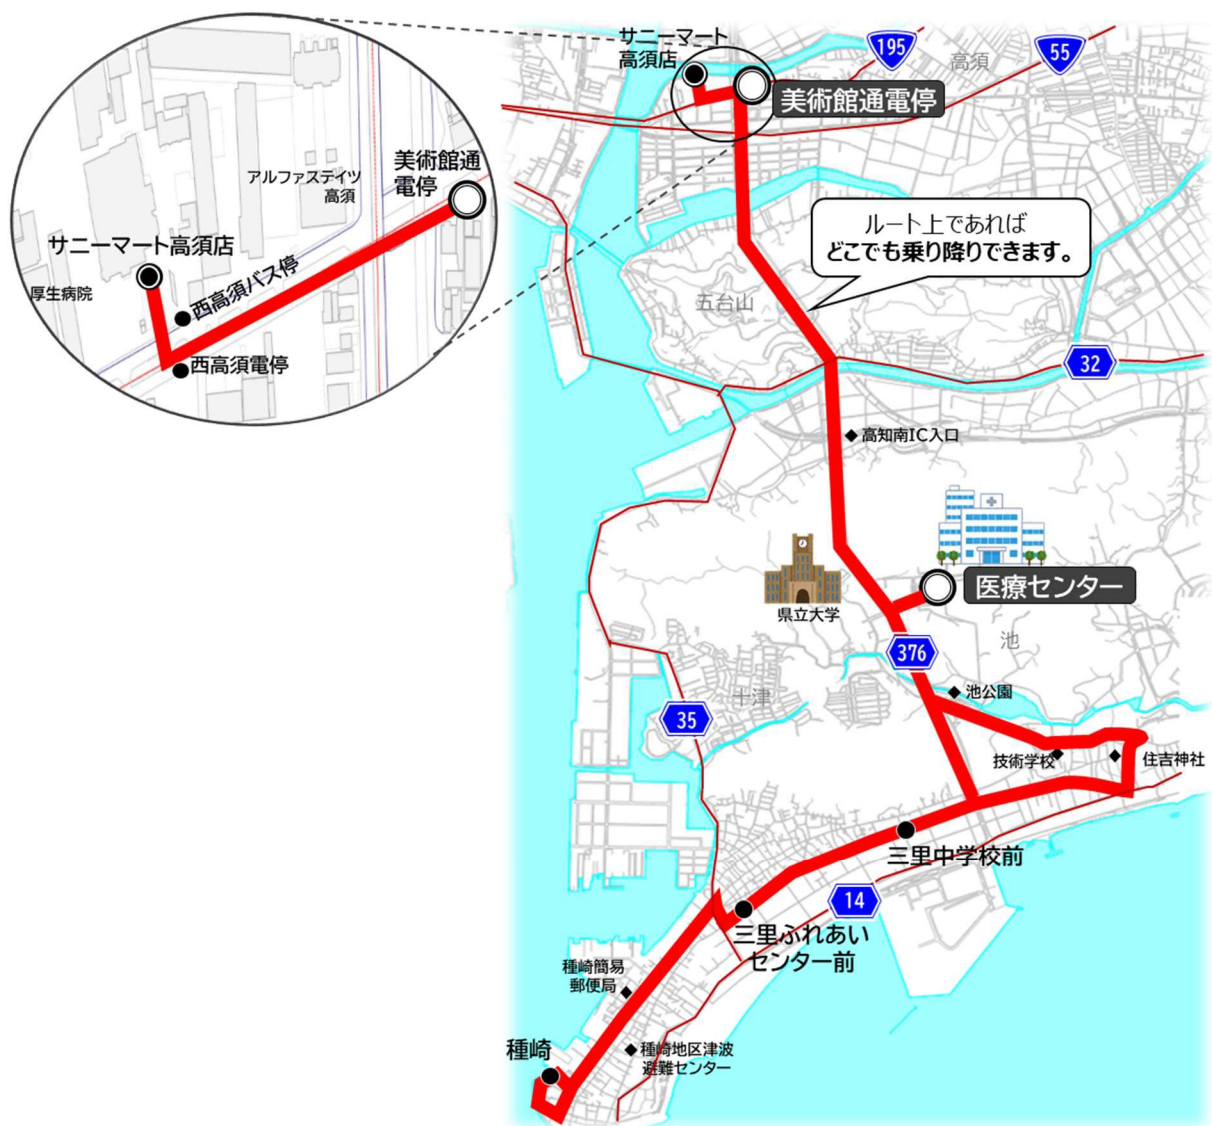 サニーマート
高須店
195
高須
55
美術館通電停
アルファステイツ
高須
美術館通
電停
サニーマート高須店
厚生病院
西高須バス停
西高須電停
ルート上であれば
どこでも乗り降りできます。
五台山
32
高知南IC入口
県立大学
医療センター
376
池
池公園
十津
35
技術学校
住吉神社
三里中学校前
14
三里ふれあい
センター前
種崎簡易
郵便局
種崎
種崎地区津波
避難センター